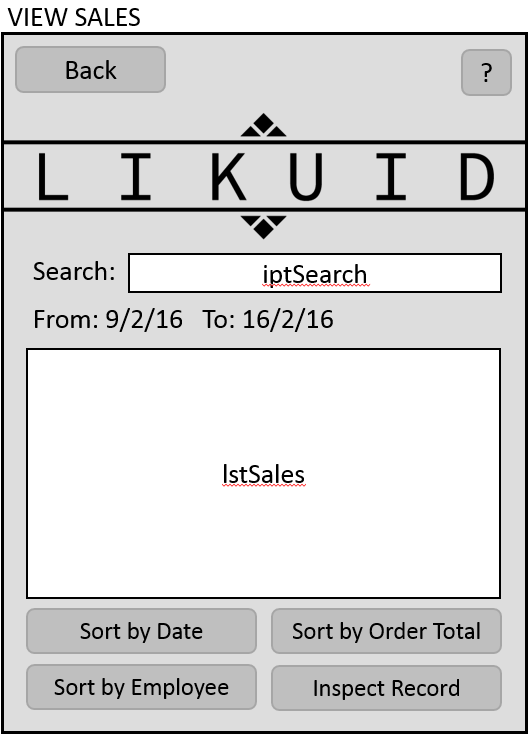 VIEW SALES
Back ?
L I K U I D
Search: iptSearch
From: 9/2/16 To: 16/2/16
lstSales
Sort by Date Sort by Order Total
Sort by Employee Inspect Record